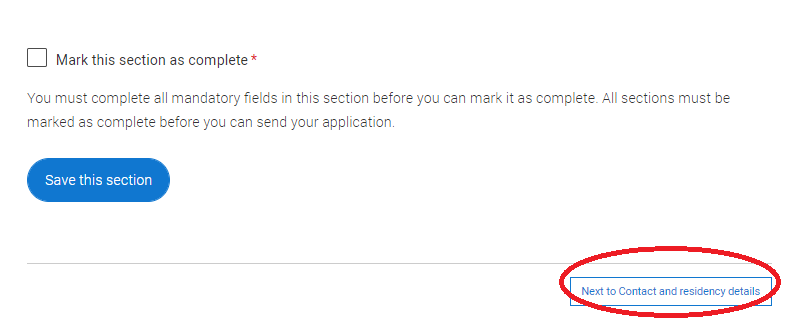 Mark this section as complete *
You must complete all mandatory fields in this section before you can mark it as complete. All sections must be
marked as complete before you can send your application.
Save this section
Next to Contact and residency details